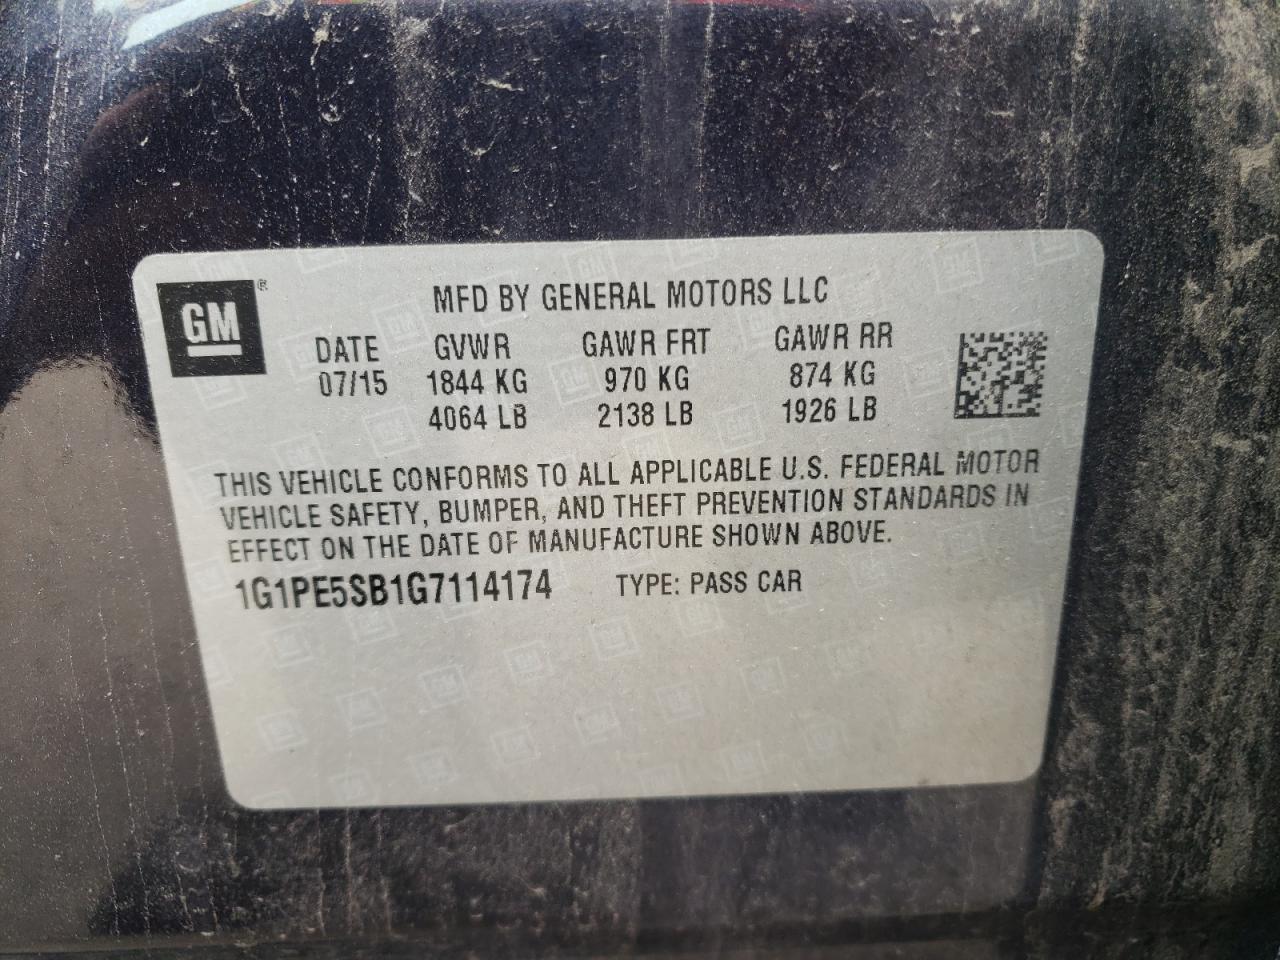 GM ®
MFD BY GENERAL MOTORS LLC
DATE GVWR GAWR FRT GAWR RR
07/15 1844 KG 970 KG 874 KG
4064 LB 2138 LB 1926 LB
THIS VEHICLE CONFORMS TO ALL APPLICABLE U.S. FEDERAL MOTOR
VEHICLE SAFETY, BUMPER, AND THEFT PREVENTION STANDARDS IN
EFFECT ON THE DATE OF MANUFACTURE SHOWN ABOVE.
1G1PE5SB1G7114174 TYPE: PASS CAR